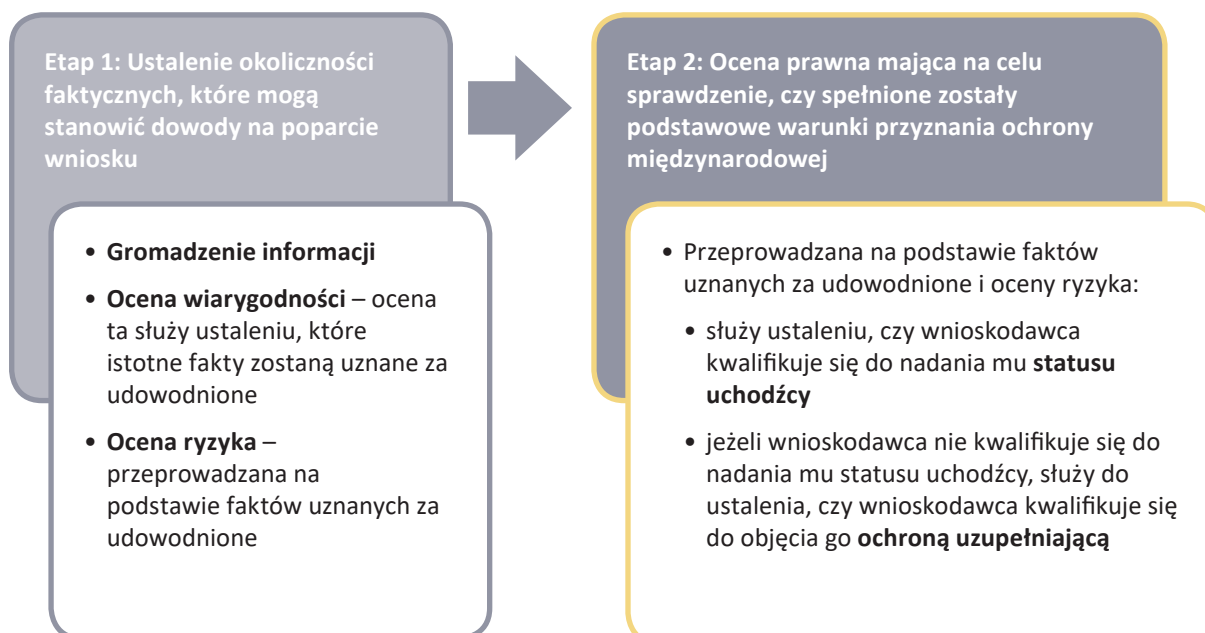 Etap 1: Ustalenie okoliczności
faktycznych, które mogą
stanowić dowody na poparcie
wniosku
• Gromadzenie informacji
• Ocena wiarygodności – ocena
ta służy ustaleniu, które
istotne fakty zostaną uznane za
udowodnione
• Ocena ryzyka –
przeprowadzana na
podstawie faktów uznanych za
udowodnione
Etap 2: Ocena prawna mająca na celu
sprawdzenie, czy spełnione zostały
podstawowe warunki przyznania ochrony
międzynarodowej
• Przeprowadzana na podstawie faktów
uznanych za udowodnione i oceny ryzyka:
• służy ustaleniu, czy wnioskodawca
kwalifikuje się do nadania mu statusu
uchodźcy
• jeżeli wnioskodawca nie kwalifikuje się do
nadania mu statusu uchodźcy, służy do
ustalenia, czy wnioskodawca kwalifikuje się
do objęcia go ochroną uzupełniającą